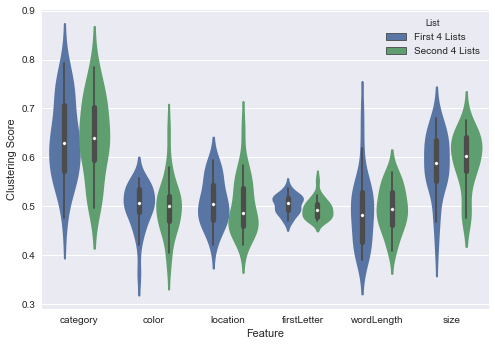 0.9
0.8
0.7
0.6
0.5
0.4
0.3
Clustering Score
List
First 4 Lists
Second 4 Lists
category color location firstLetter wordLength size
Feature